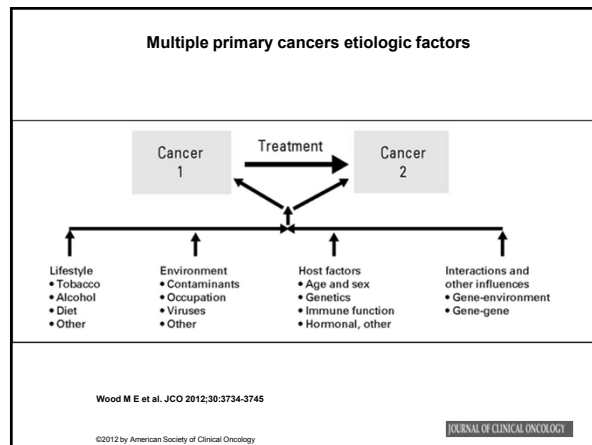 Multiple primary cancers etiologic factors
Cancer
1
Treatment
Cancer
2
Lifestyle
• Tobacco
• Alcohol
• Diet
• Other
Environment
• Contaminants
• Occupation
• Viruses
• Other
Host factors
• Age and sex
• Genetics
• Immune function
• Hormonal, other
Interactions and
other influences
• Gene-environment
• Gene-gene
Wood M E et al. JCO 2012;30:3734-3745
©2012 by American Society of Clinical Oncology
JOURNAL OF CLINICAL ONCOLOGY